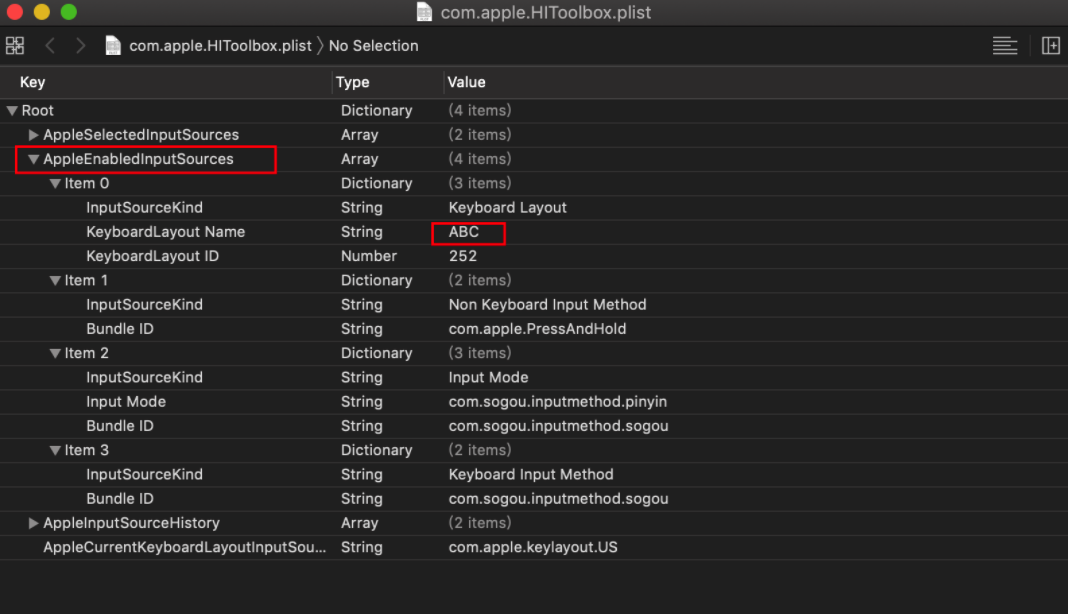 com.apple.HIToolbox.plist
com.apple.HIToolbox.plist No Selection
Key Type Value
Root Dictionary (4 items)
AppleSelectedInputSources Array (2 items)
AppleEnabledInputSources Array (4 items)
Item 0 Dictionary (3 items)
InputSourceKind String Keyboard Layout
KeyboardLayout Name String ABC
KeyboardLayout ID Number 252
Item 1 Dictionary (2 items)
InputSourceKind String Non Keyboard Input Method
Bundle ID String com.apple.PressAndHold
Item 2 Dictionary (3 items)
InputSourceKind String Input Mode
Input Mode String com.sogou.inputmethod.pinyin
Bundle ID String com.sogou.inputmethod.sogou
Item 3 Dictionary (2 items)
InputSourceKind String Keyboard Input Method
Bundle ID String com.sogou.inputmethod.sogou
AppleInputSourceHistory Array (2 items)
AppleCurrentKeyboardLayoutInputSou... String com.apple.keylayout.US